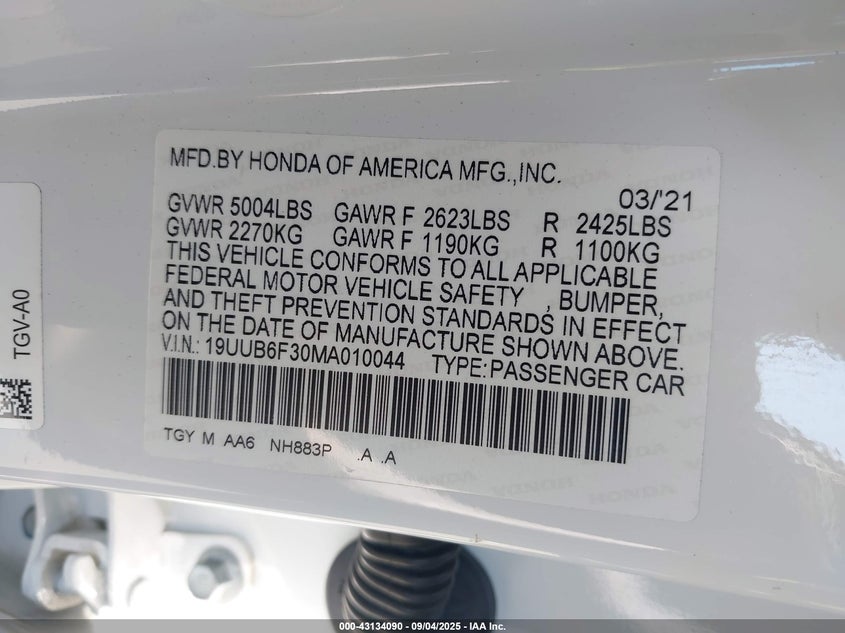 MFD.BY HONDA OF AMERICA MFG.,INC.
03/'21
GVWR 5004LBS GAWR F 2623LBS R 2425LBS
GVWR 2270KG GAWR F 1190KG R 1100KG
THIS VEHICLE CONFORMS TO ALL APPLICABLE
FEDERAL MOTOR VEHICLE SAFETY , BUMPER,
AND THEFT PREVENTION STANDARDS IN EFFECT
ON THE DATE OF MANUFACTURE SHOWN ABOVE.
V.I.N.: 19UUB6F30MA010044 TYPE:PASSENGER CAR
TGY M AA6 NH883P .A .A
TGV-A0
000-43134090 - 09/04/2025 - IAA Inc.